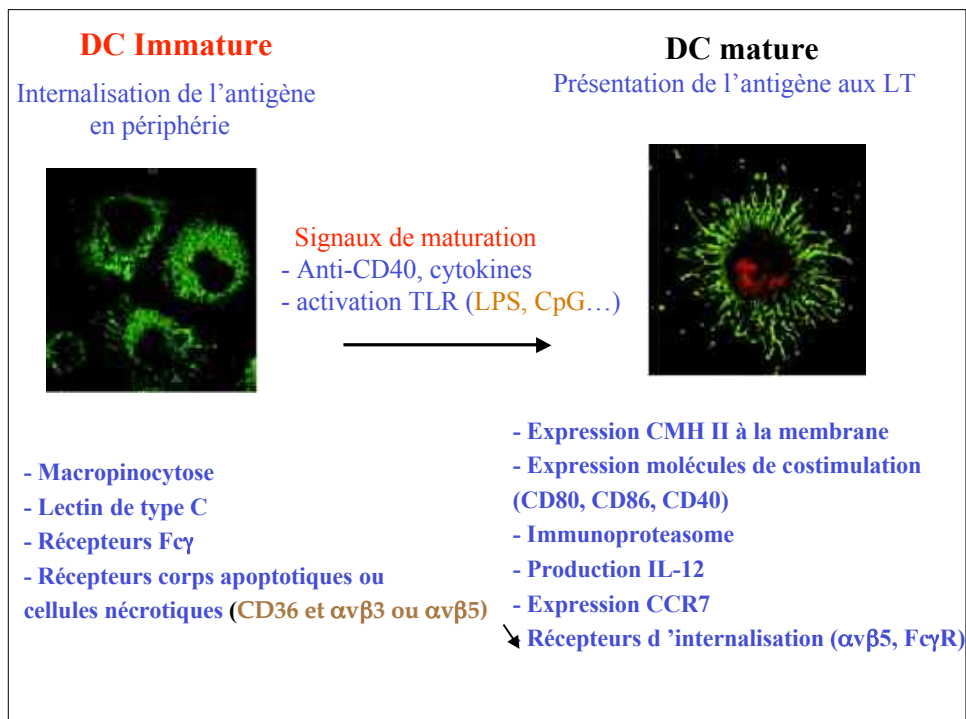 DC Immature
Internalisation de l’antigène
en périphérie
DC mature
Présentation de l’antigène aux LT
Signaux de maturation
- Anti-CD40, cytokines
- activation TLR (LPS, CpG…)
- Macropinocytose
- Lectin de type C
- Récepteurs Fcγ
- Récepteurs corps apoptotiques ou
cellules nécrotiques (CD36 et αvβ3 ou αvβ5)
- Expression CMH II à la membrane
- Expression molécules de costimulation
(CD80, CD86, CD40)
- Immunoproteasome
- Production IL-12
- Expression CCR7
- Récepteurs d ’internalisation (αvβ5, FcγR)